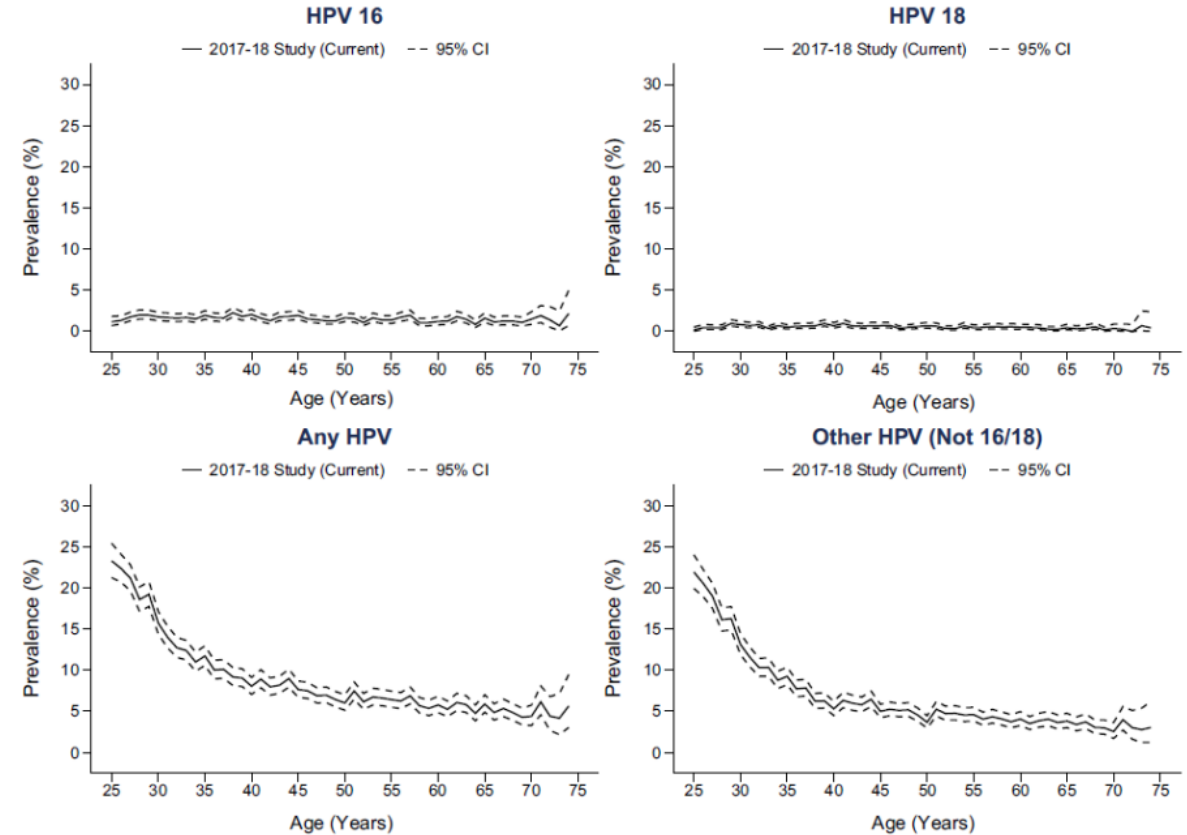 HPV 16
2017-18 Study (Current) 95% CI
30
25
20
15
10
5
0
Prevalence (%)
25 30 35 40 45 50 55 60 65 70 75
Age (Years)
HPV 18
2017-18 Study (Current) 95% CI
30
25
20
15
10
5
0
Prevalence (%)
25 30 35 40 45 50 55 60 65 70 75
Age (Years)
Any HPV
2017-18 Study (Current) 95% CI
30
25
20
15
10
5
0
Prevalence (%)
25 30 35 40 45 50 55 60 65 70 75
Age (Years)
Other HPV (Not 16/18)
2017-18 Study (Current) 95% CI
30
25
20
15
10
5
0
Prevalence (%)
25 30 35 40 45 50 55 60 65 70 75
Age (Years)